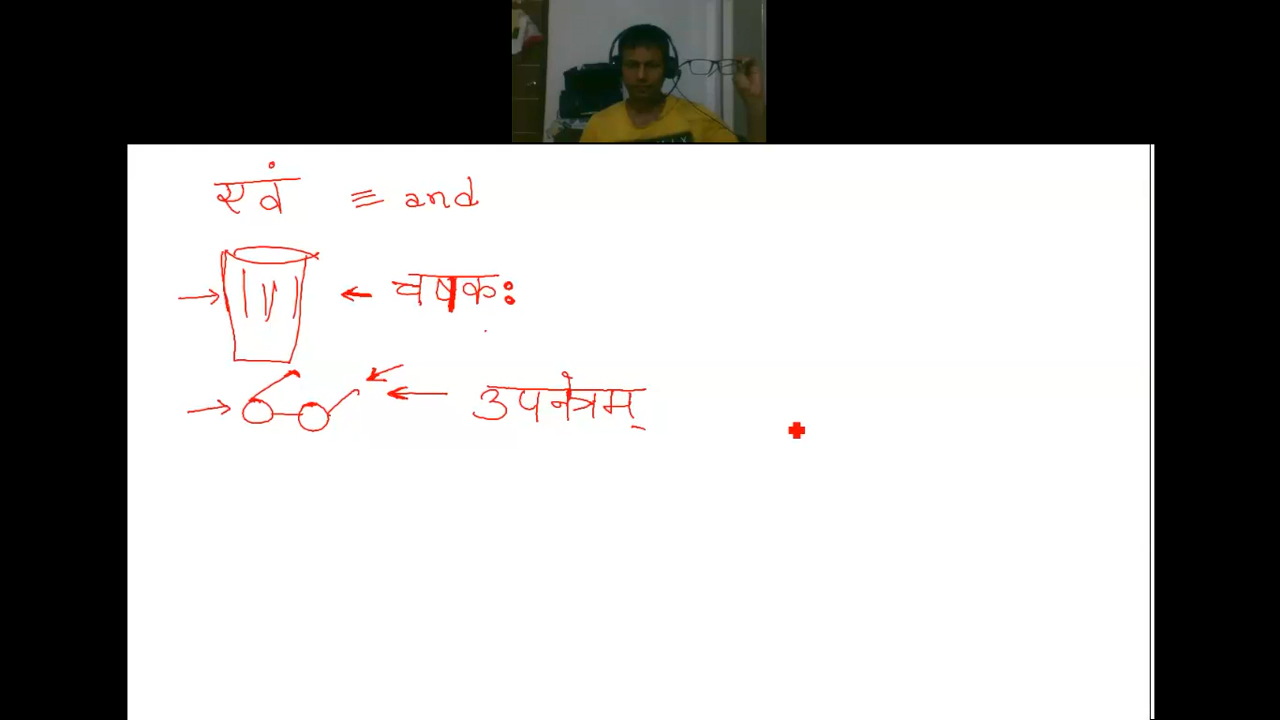 एवं ≡ and
← चषकः
← उपनेत्रम्